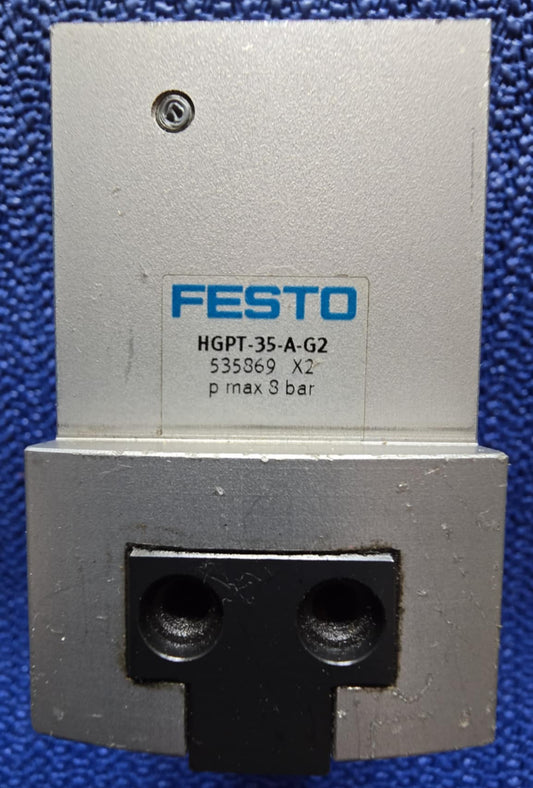 FESTO
HGPT-35-A-G2
535869 X2
p max 8 bar